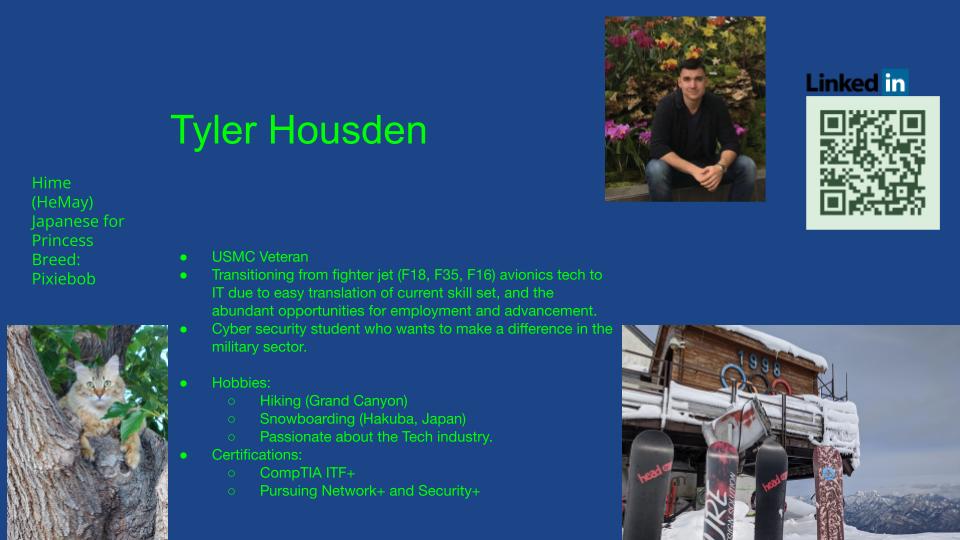 Linked in
Tyler Housden
Hime
(HeMay)
Japanese for
Princess
Breed:
Pixiebob
● USMC Veteran
● Transitioning from fighter jet (F18, F35, F16) avionics tech to
IT due to easy translation of current skill set, and the
abundant opportunities for employment and advancement.
● Cyber security student who wants to make a difference in the
military sector.
● Hobbies:
○ Hiking (Grand Canyon)
○ Snowboarding (Hakuba, Japan)
○ Passionate about the Tech industry.
● Certifications:
○ CompTIA ITF+
○ Pursuing Network+ and Security+
1998
head
head